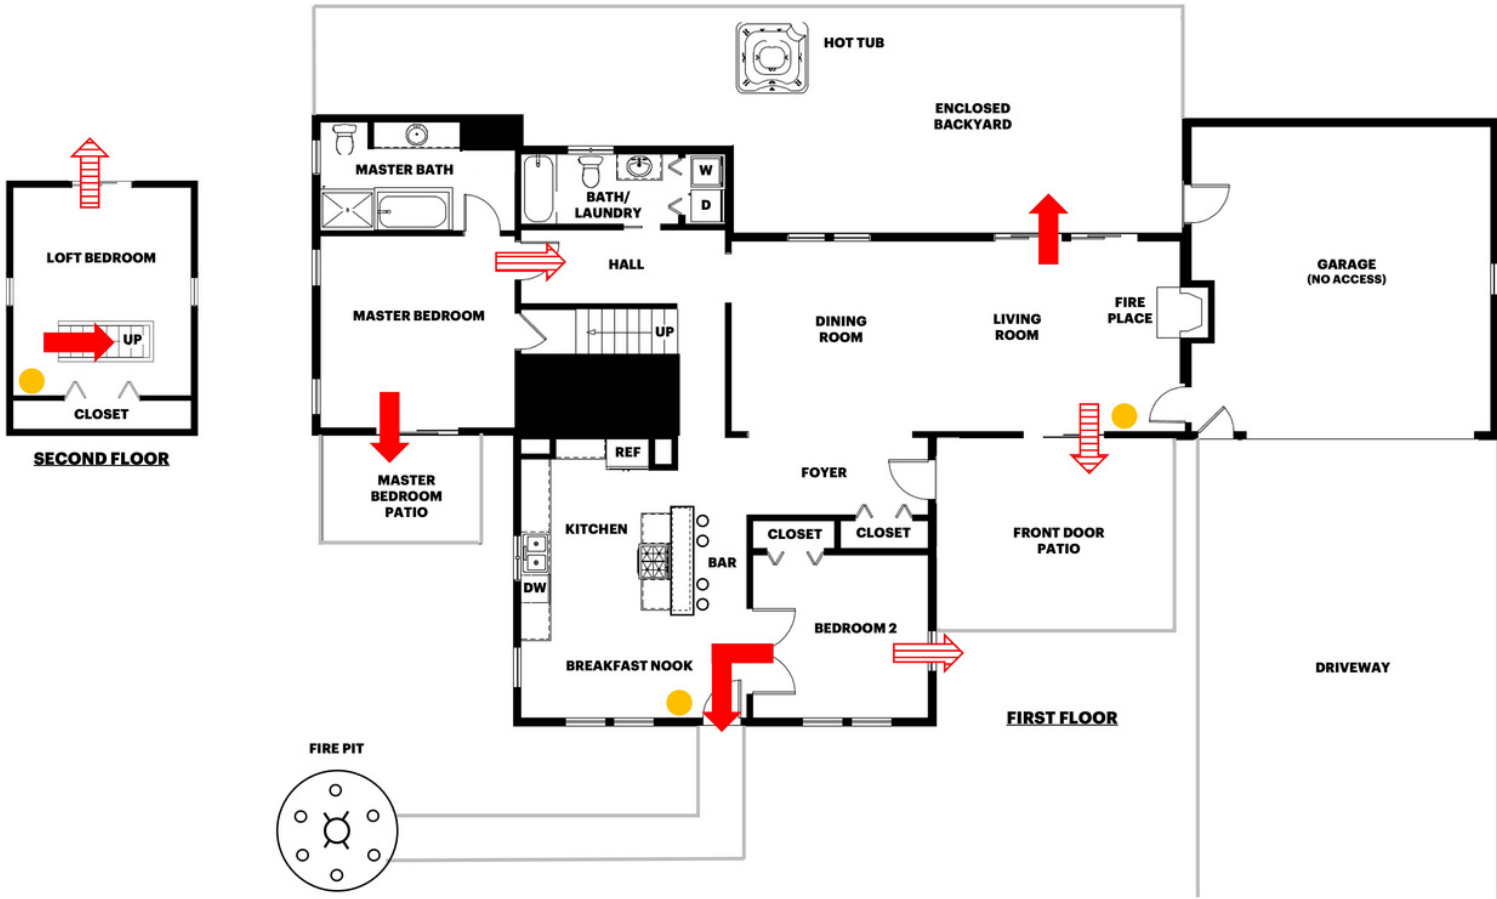 HOT TUB
ENCLOSED
BACKYARD
MASTER BATH
BATH/
LAUNDRY
W
D
LOFT BEDROOM
UP
CLOSET
SECOND FLOOR
HALL
MASTER BEDROOM
UP
DINING
ROOM
LIVING
ROOM
FIRE
PLACE
GARAGE
(NO ACCESS)
MASTER
BEDROOM
PATIO
REF
FOYER
KITCHEN
BAR
DW
CLOSET
CLOSET
FRONT DOOR
PATIO
BEDROOM 2
BREAKFAST NOOK
DRIVEWAY
FIRST FLOOR
FIRE PIT